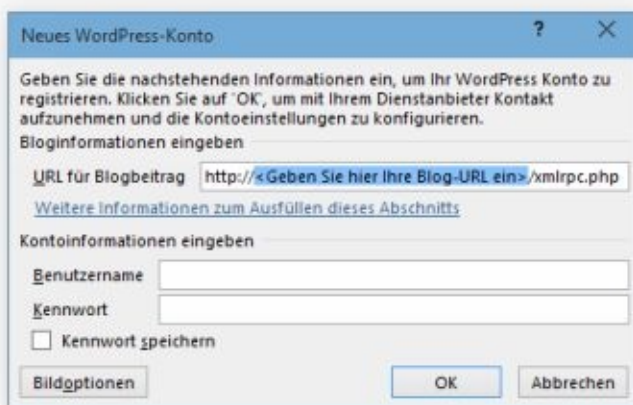 Neues WordPress-Konto
?
Geben Sie die nachstehenden Informationen ein, um Ihr WordPress Konto zu
registrieren. Klicken Sie auf "OK", um mit Ihrem Dienstanbieter Kontakt
aufzunehmen und die Kontoeinstellungen zu konfigurieren.
Bloginformationen eingeben
URL für Blogbeitrag http://<Geben Sie hier Ihre Blog-URL ein>/xmlrpc.php
Weitere Informationen zum Ausfüllen dieses Abschnitts
Kontoinformationen eingeben
Benutzername
Kennwort
Kennwort speichern
Bildoptionen OK Abbrechen